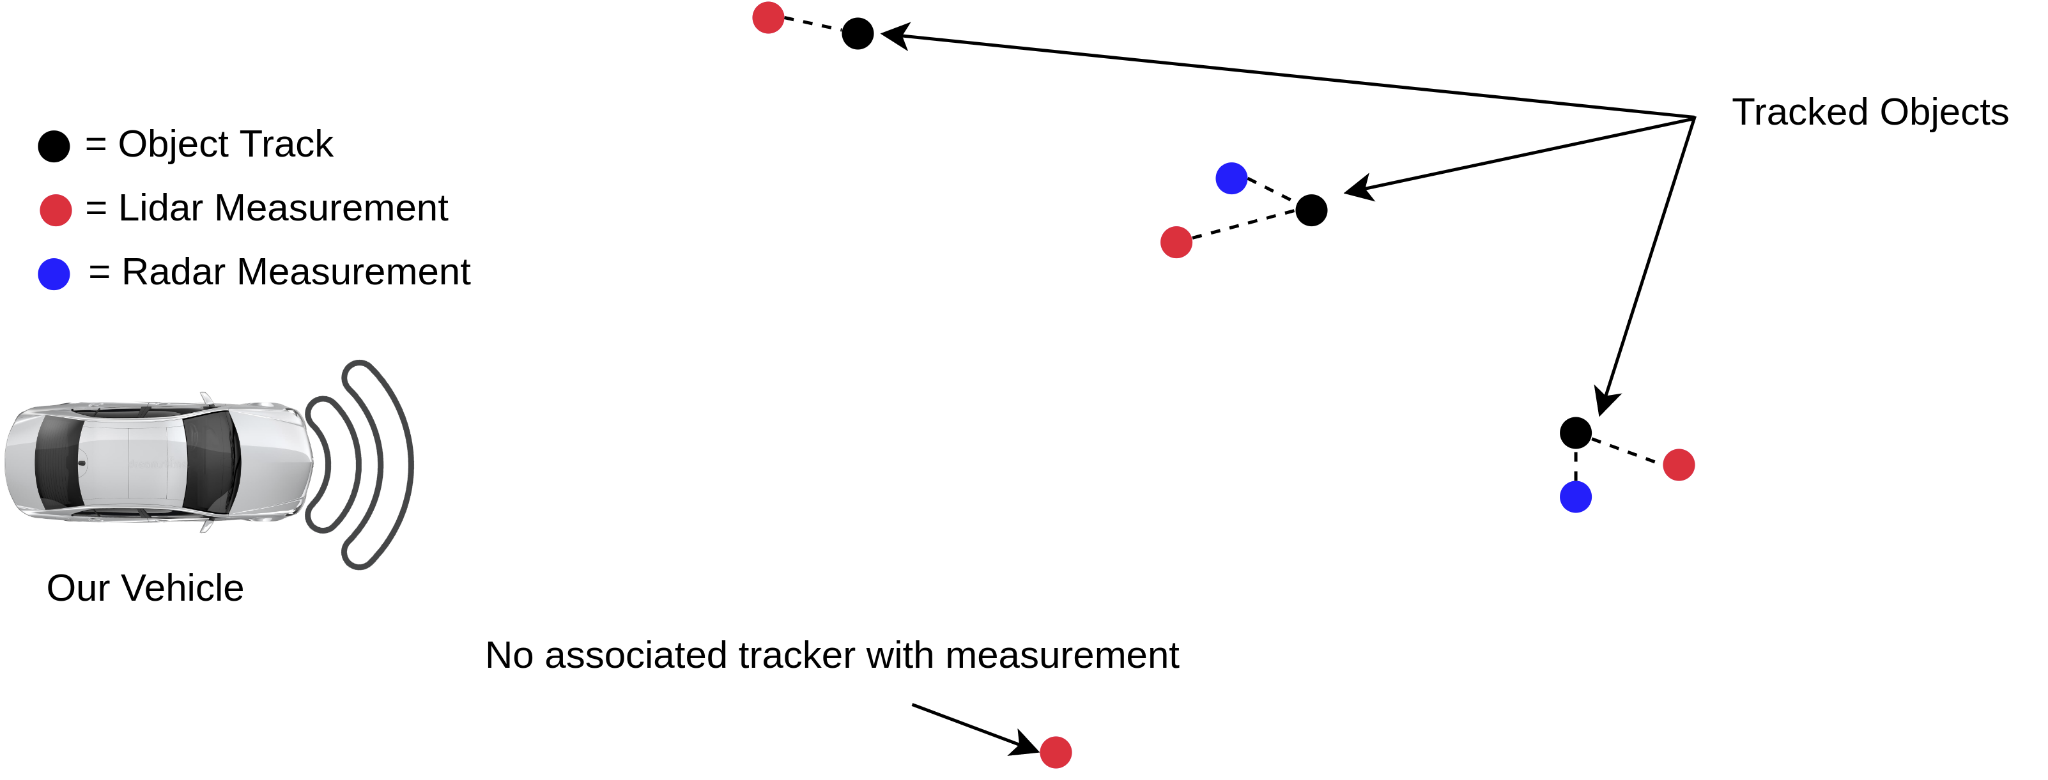 Tracked Objects
= Object Track
= Lidar Measurement
= Radar Measurement
Our Vehicle
No associated tracker with measurement